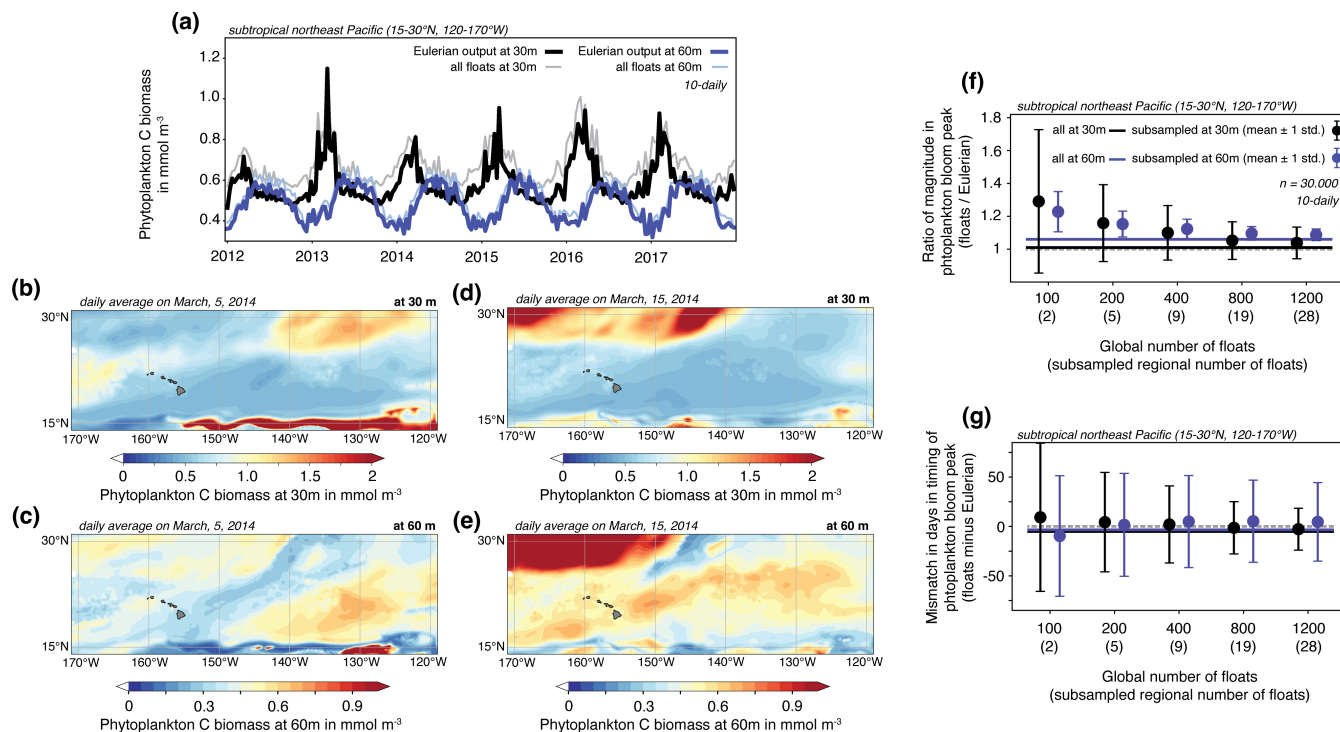 (a)
subtropical northeast Pacific (15-30°N, 120-170°W)
Eulerian output at 30m
Eulerian output at 60m
all floats at 30m
all floats at 60m
10-daily
Phytoplankton C biomass
in mmol m-3
1.2
1.0
0.8
0.6
0.4
2012 2013 2014 2015 2016 2017
(b)
daily average on March, 5, 2014
at 30 m
30°N
15°N
170°W 160°W 150°W 140°W 130°W 120°W
0 0.5 1 1.5 2
Phytoplankton C biomass at 30m in mmol m-3
(c)
daily average on March, 5, 2014
at 60 m
30°N
15°N
170°W 160°W 150°W 140°W 130°W 120°W
0 0.3 0.6 0.9
Phytoplankton C biomass at 60m in mmol m-3
(d)
daily average on March, 15, 2014
at 30 m
30°N
15°N
170°W 160°W 150°W 140°W 130°W 120°W
0 0.5 1 1.5 2
Phytoplankton C biomass at 30m in mmol m-3
(e)
daily average on March, 15, 2014
at 60 m
30°N
15°N
170°W 160°W 150°W 140°W 130°W 120°W
0 0.3 0.6 0.9
Phytoplankton C biomass at 60m in mmol m-3
(f)
subtropical northeast Pacific (15-30°N, 120-170°W)
all at 30m
subsampled at 30m (mean ± 1 std.)
all at 60m
subsampled at 60m (mean ± 1 std.)
n = 30.000
10-daily
Ratio of magnitude in
phtoplankton bloom peak
(floats / Eulerian)
1.8
1.6
1.4
1.2
1
100 200 400 800 1200
(2) (5) (9) (19) (28)
Global number of floats
(subsampled regional number of floats)
(g)
subtropical northeast Pacific (15-30°N, 120-170°W)
Mismatch in days in timing of
phtoplankton bloom peak
(floats minus Eulerian)
50
0
-50
100 200 400 800 1200
(2) (5) (9) (19) (28)
Global number of floats
(subsampled regional number of floats)